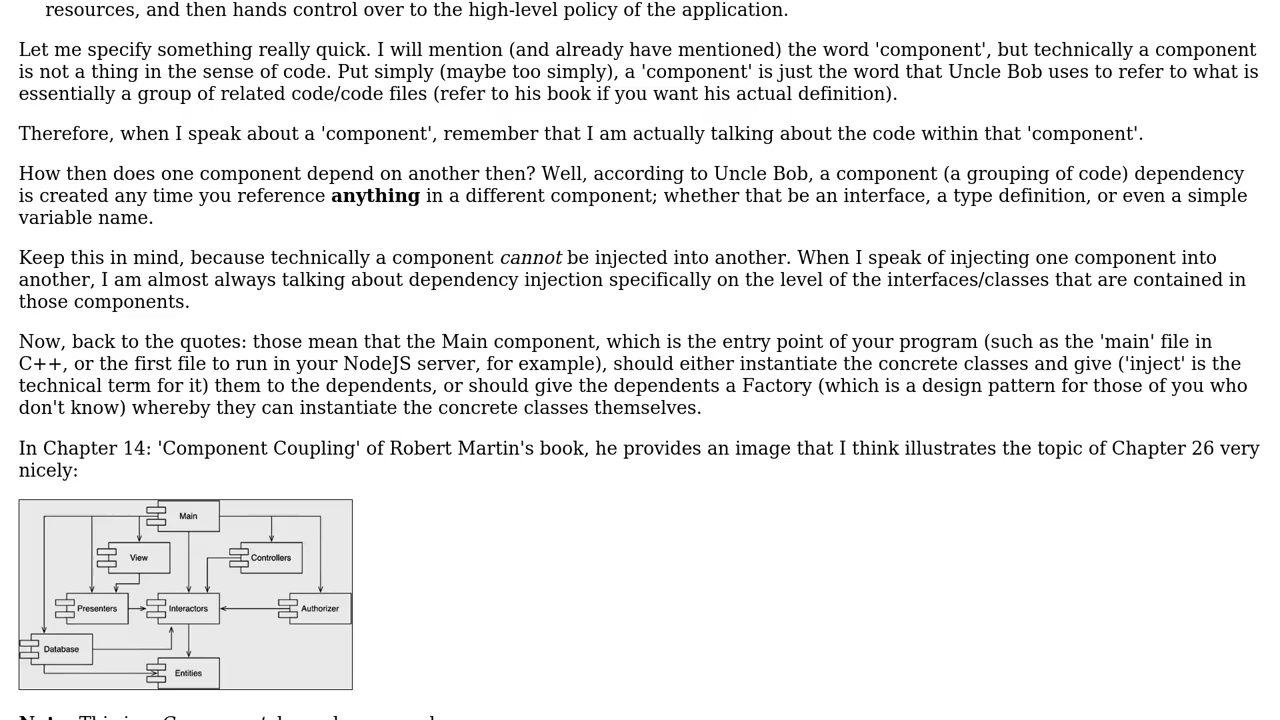 resources, and then hands control over to the high-level policy of the application.
Let me specify something really quick. I will mention (and already have mentioned) the word 'component', but technically a component
is not a thing in the sense of code. Put simply (maybe too simply), a 'component' is just the word that Uncle Bob uses to refer to what is
essentially a group of related code/code files (refer to his book if you want his actual definition).
Therefore, when I speak about a 'component', remember that I am actually talking about the code within that 'component'.
How then does one component depend on another then? Well, according to Uncle Bob, a component (a grouping of code) dependency
is created any time you reference anything in a different component; whether that be an interface, a type definition, or even a simple
variable name.
Keep this in mind, because technically a component cannot be injected into another. When I speak of injecting one component into
another, I am almost always talking about dependency injection specifically on the level of the interfaces/classes that are contained in
those components.
Now, back to the quotes: those mean that the Main component, which is the entry point of your program (such as the 'main' file in
C++, or the first file to run in your NodeJS server, for example), should either instantiate the concrete classes and give ('inject' is the
technical term for it) them to the dependents, or should give the dependents a Factory (which is a design pattern for those of you who
don't know) whereby they can instantiate the concrete classes themselves.
In Chapter 14: 'Component Coupling' of Robert Martin's book, he provides an image that I think illustrates the topic of Chapter 26 very
nicely:
Main
View
Controllers
Presenters
Interactors
Authorizer
Database
Entities